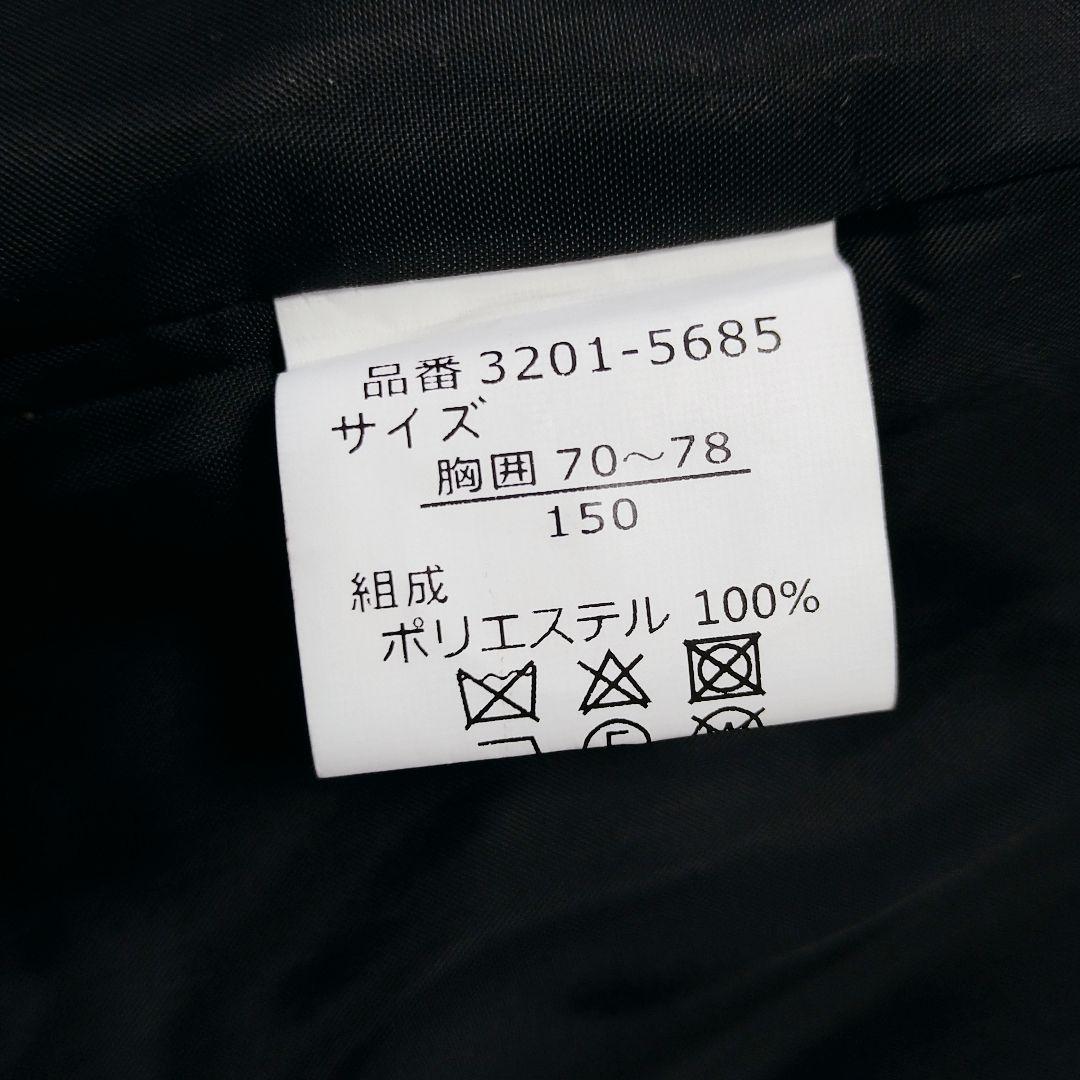 品番 3201-5685
サイズ
胸囲 70～78
150
組成
ポリエステル 100%